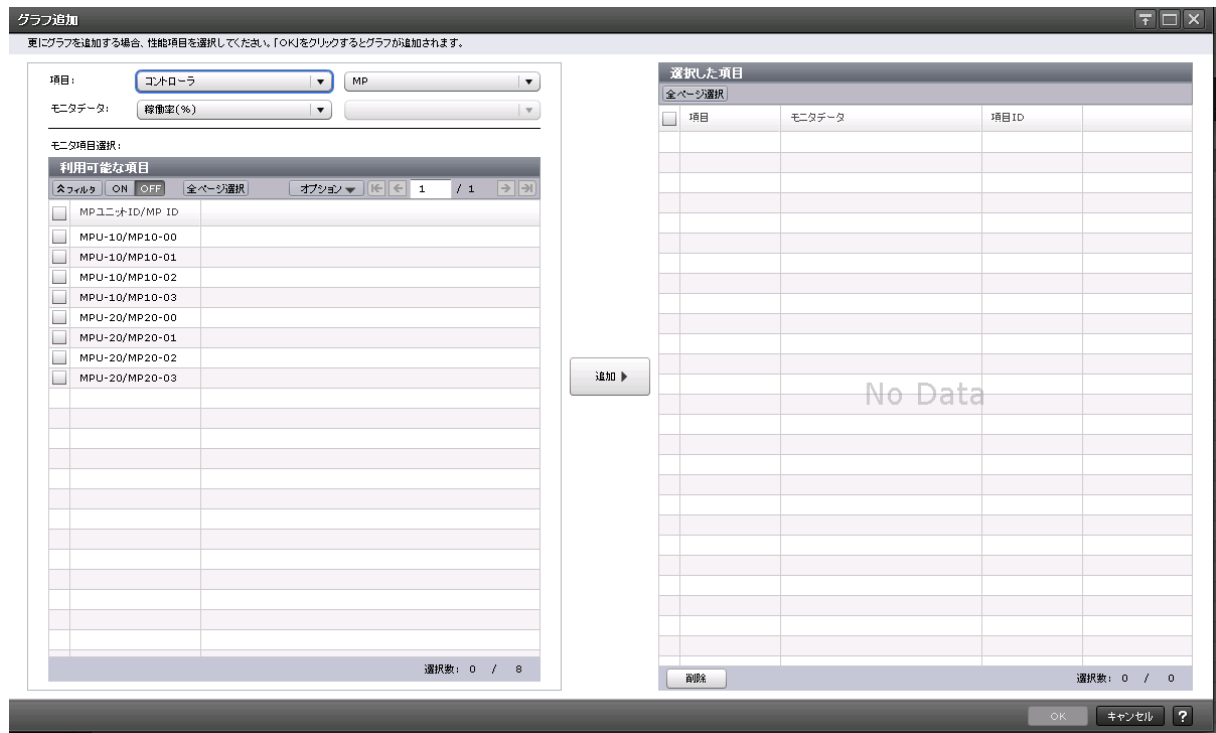 グラフ追加
更にグラフを追加する場合、性能項目を選択してください。「OK」をクリックするとグラフが追加されます。
項目: コントローラ MP
モニタデータ: 稼働率(%)
モニタ項目選択:
利用可能な項目
フィルタ ON OFF 全ページ選択 オプション 1 / 1
MPユニットID/MP ID
MPU-10/MP10-00
MPU-10/MP10-01
MPU-10/MP10-02
MPU-10/MP10-03
MPU-20/MP20-00
MPU-20/MP20-01
MPU-20/MP20-02
MPU-20/MP20-03
選択数: 0 / 8
追加
選択した項目
全ページ選択
項目 モニタデータ 項目ID
No Data
削除 選択数: 0 / 0
OK キャンセル ?